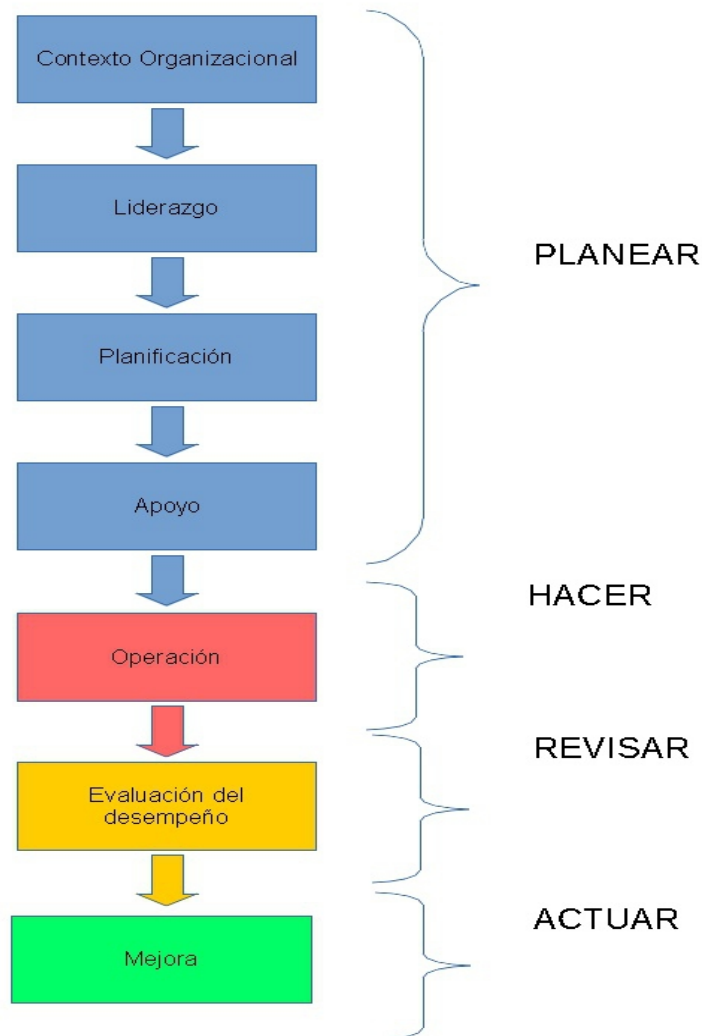 Contexto Organizacional
Liderazgo
PLANEAR
Planificación
Apoyo
HACER
Operación
REVISAR
Evaluación del
desempeño
ACTUAR
Mejora